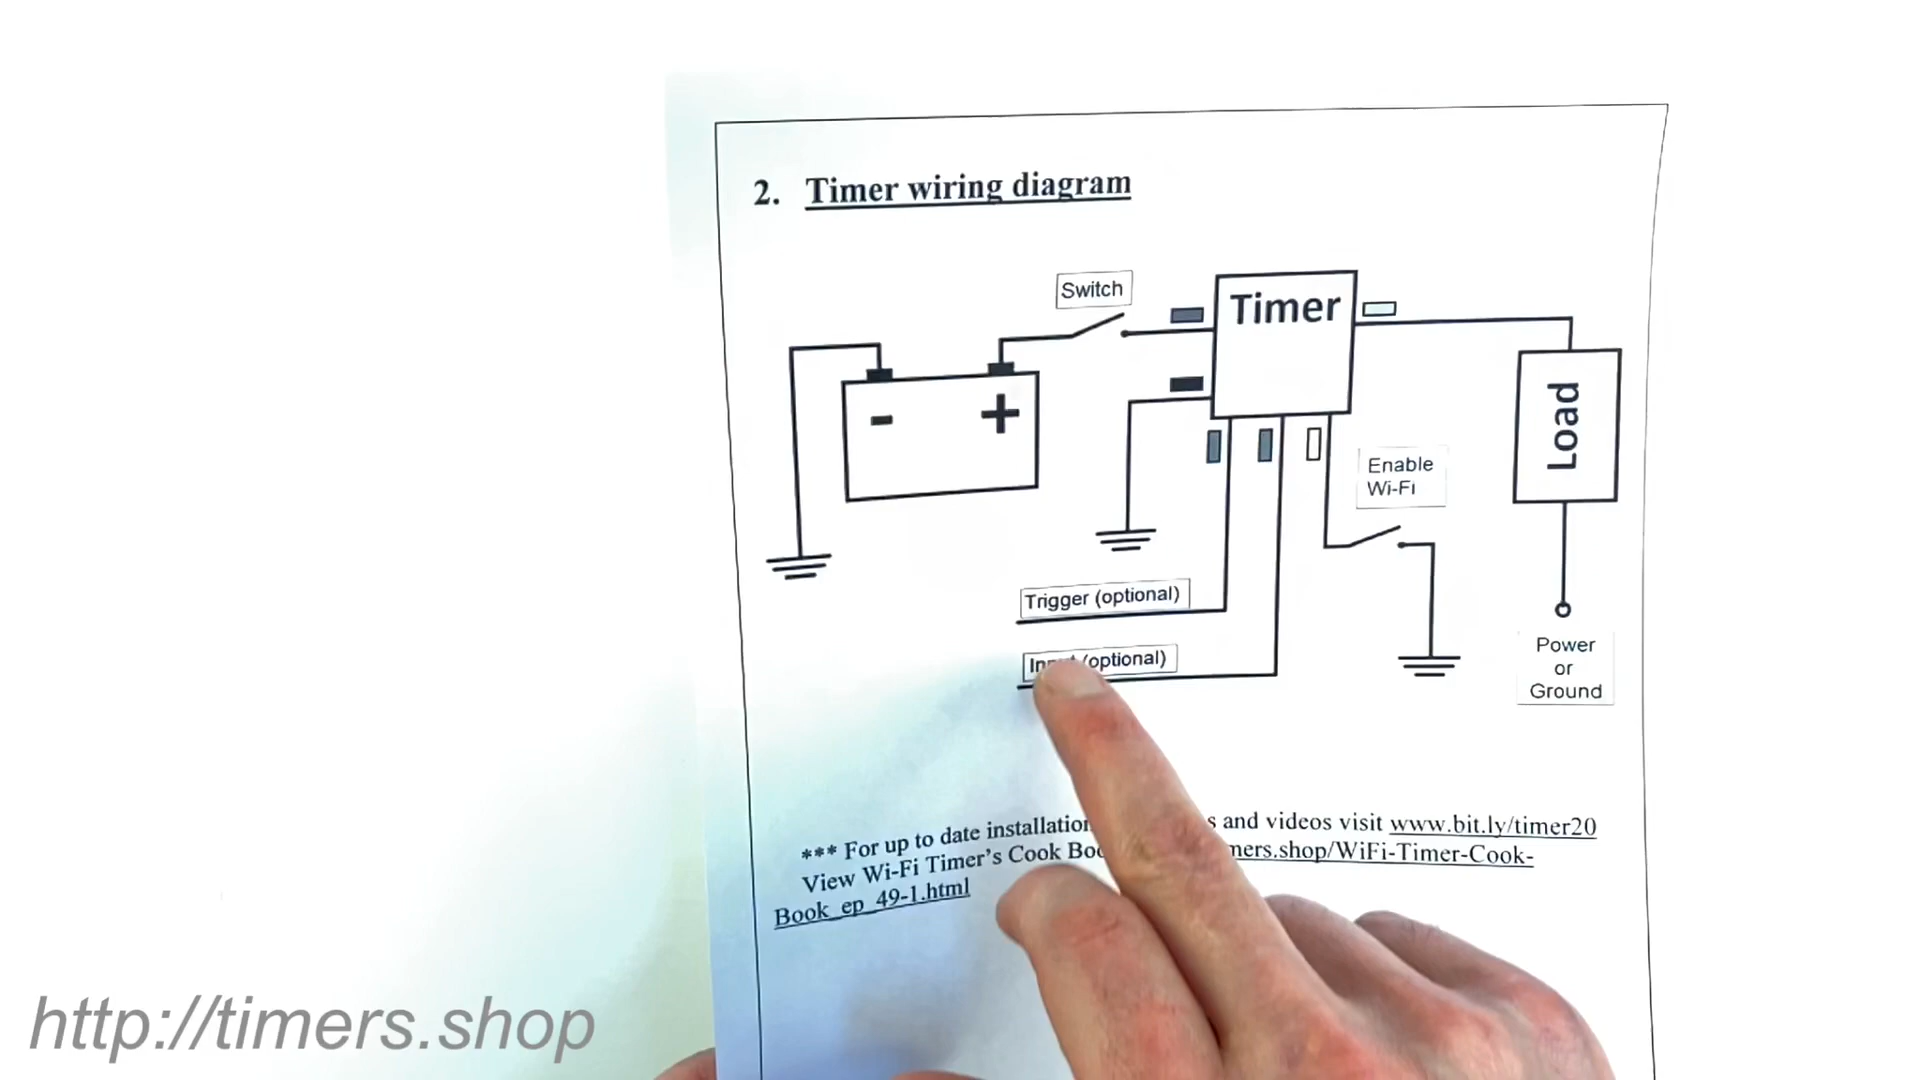 2. Timer wiring diagram
Switch
Timer
- +
Load
Enable
Wi-Fi
Trigger (optional)
(optional)
Power
or
Ground
*** For up to date installation and videos visit www.bit.ly/timer20
View Wi-Fi Timer's Cook /WiFi-Timer-Cook-
Book_ep_49-1.html
http://timers.shop